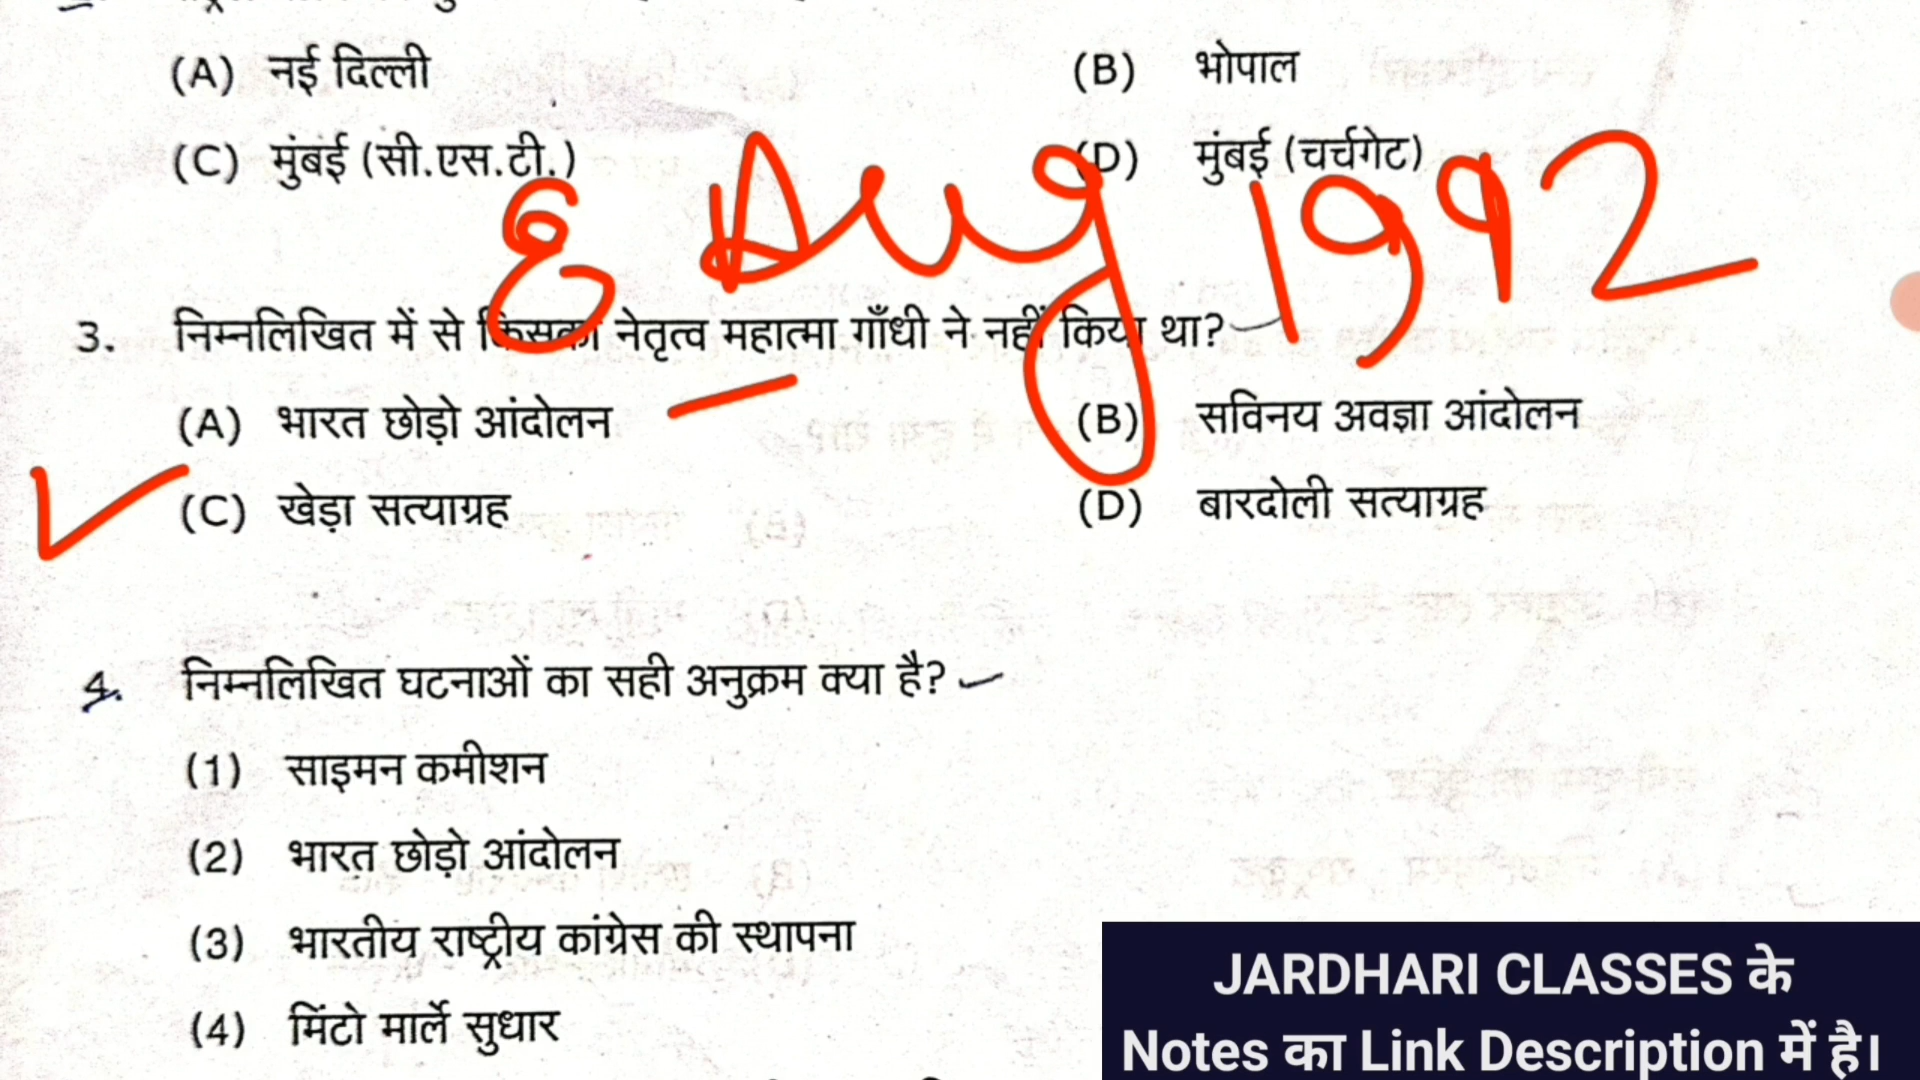 (A) नई दिल्ली
(B) भोपाल
(C) मुंबई (सी.एस.टी.)
(D) मुंबई (चर्चगेट)
8 Aug 1992
3. निम्नलिखित में से किसका नेतृत्व महात्मा गाँधी ने नहीं किया था?
(A) भारत छोड़ो आंदोलन
(B) सविनय अवज्ञा आंदोलन
(C) खेड़ा सत्याग्रह
(D) बारदोली सत्याग्रह
4. निम्नलिखित घटनाओं का सही अनुक्रम क्या है?
(1) साइमन कमीशन
(2) भारत छोड़ो आंदोलन
(3) भारतीय राष्ट्रीय कांग्रेस की स्थापना
(4) मिंटो मार्ले सुधार
JARDHARI CLASSES के
Notes का Link Description में है।